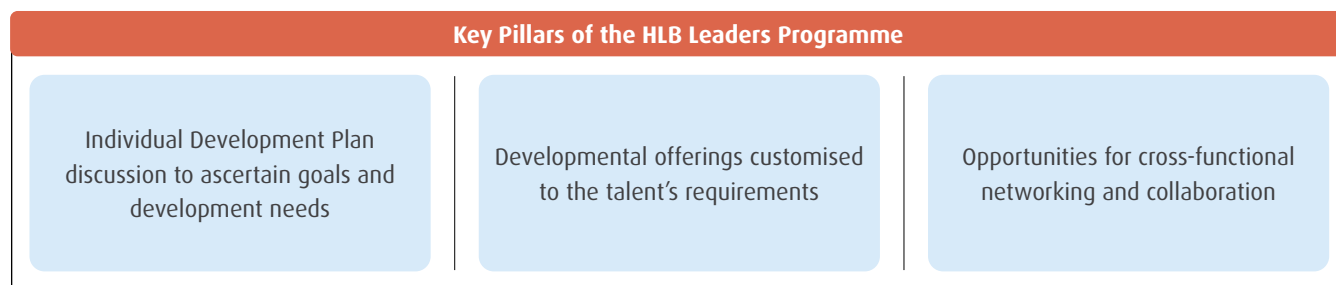 Key Pillars of the HLB Leaders Programme
Individual Development Plan
discussion to ascertain goals and
development needs
Developmental offerings customised
to the talent’s requirements
Opportunities for cross-functional
networking and collaboration